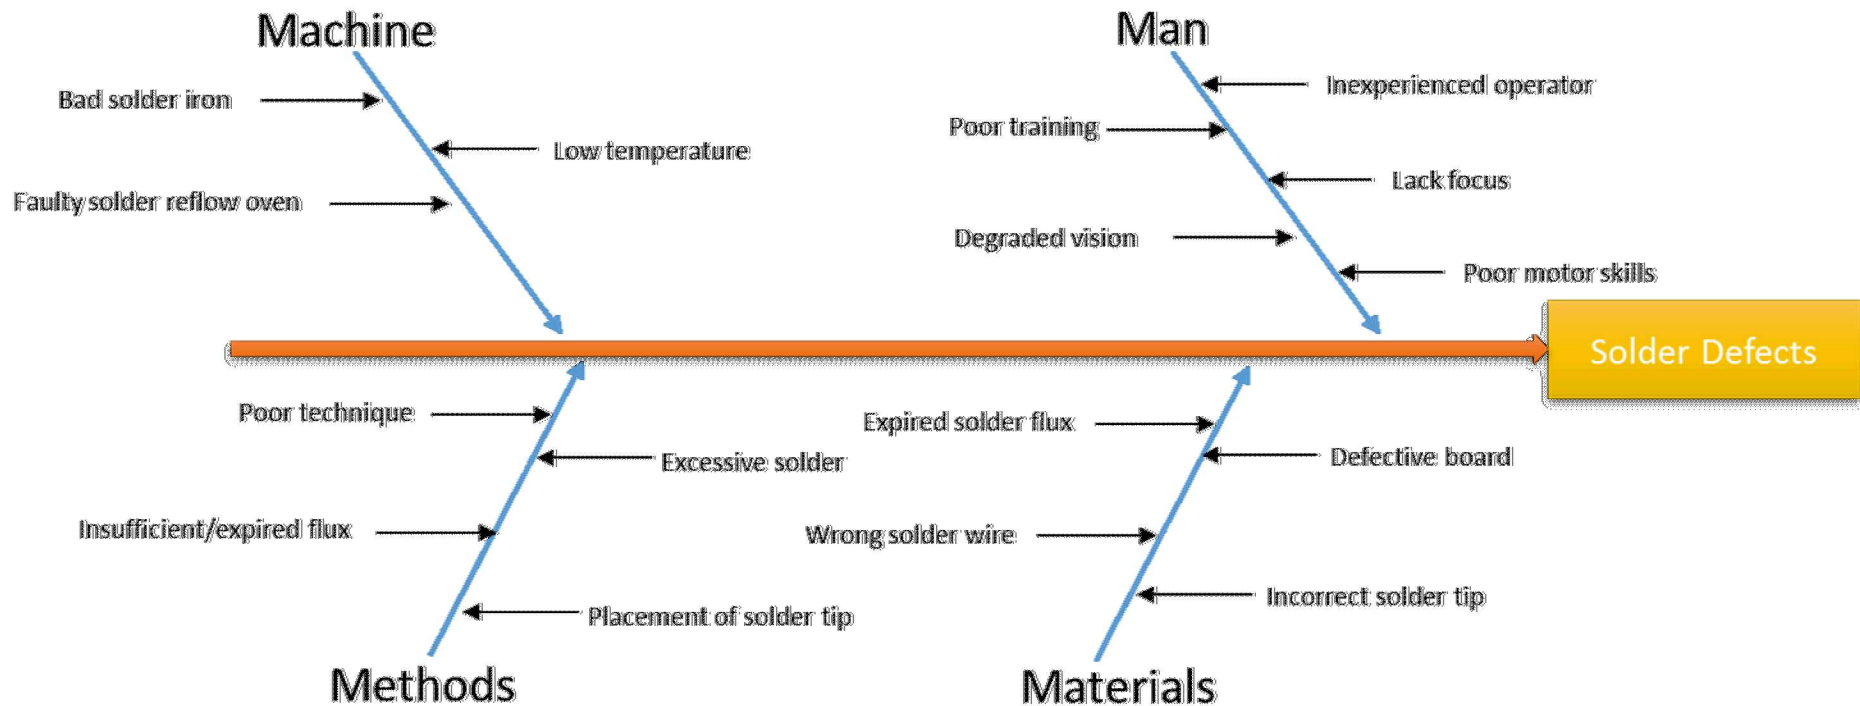 Machine
Man
Bad solder iron
Low temperature
Faulty solder reflow oven
Inexperienced operator
Poor training
Lack focus
Degraded vision
Poor motor skills
Solder Defects
Poor technique
Excessive solder
Insufficient/expired flux
Placement of solder tip
Expired solder flux
Defective board
Wrong solder wire
Incorrect solder tip
Methods
Materials